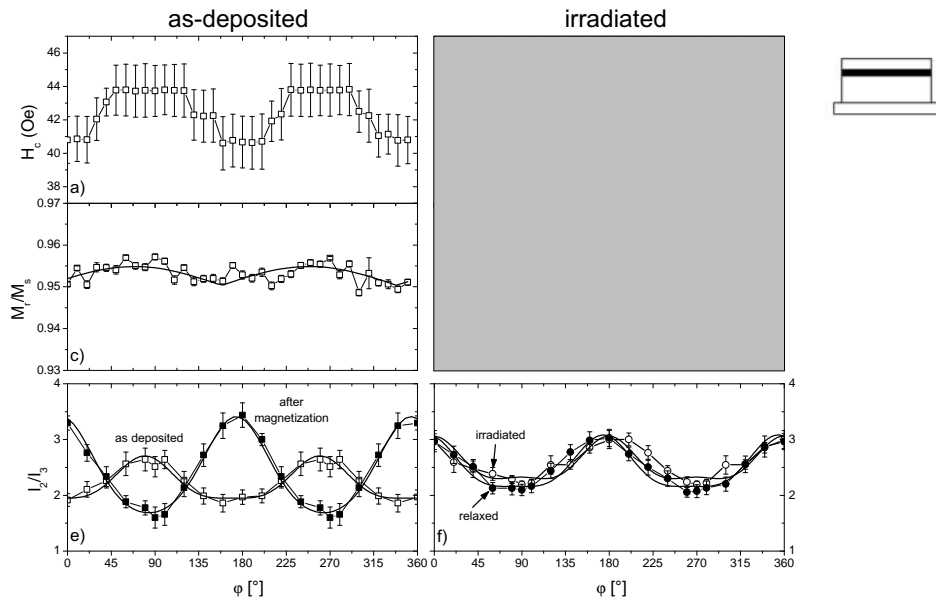 as-deposited irradiated
46
44
42
40
38
H_c (Oe)
a)
0.97
0.96
0.95
0.94
0.93
M_r/M_s
c)
4
3
2
1
I_2/I_3
after
magnetization
as deposited
e)
0 45 90 135 180 225 270 315 360
φ [°]
irradiated
relaxed
f)
4
3
2
1
0 45 90 135 180 225 270 315 360
φ [°]